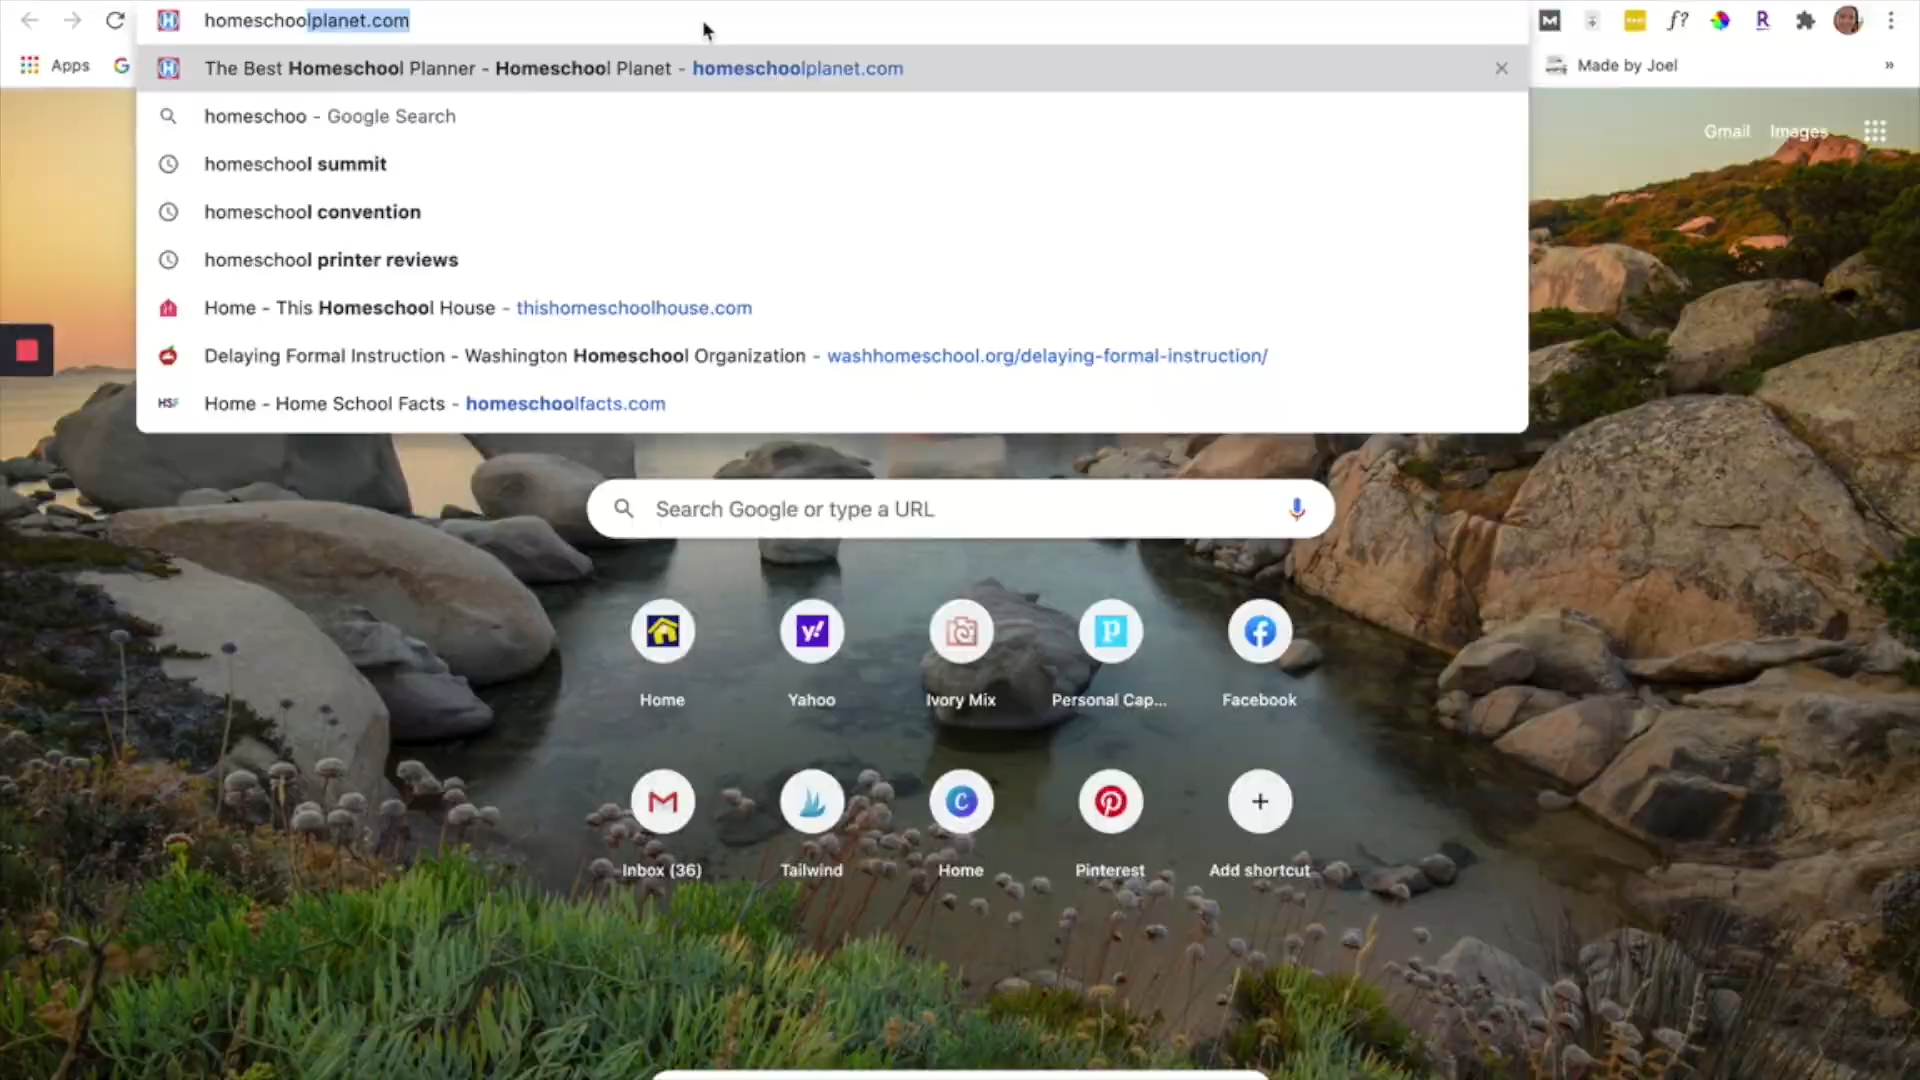 homeschoolplanet.com
Apps
Made by Joel
»
The Best Homeschool Planner - Homeschool Planet - homeschoolplanet.com
homeschoo - Google Search
homeschool summit
homeschool convention
homeschool printer reviews
Home - This Homeschool House - thishomeschoolhouse.com
Delaying Formal Instruction - Washington Homeschool Organization - washhomeschool.org/delaying-formal-instruction/
HSF Home - Home School Facts - homeschoolfacts.com
Gmail Images
Search Google or type a URL
Home Yahoo Ivory Mix Personal Cap... Facebook
Inbox (36) Tailwind Home Pinterest Add shortcut